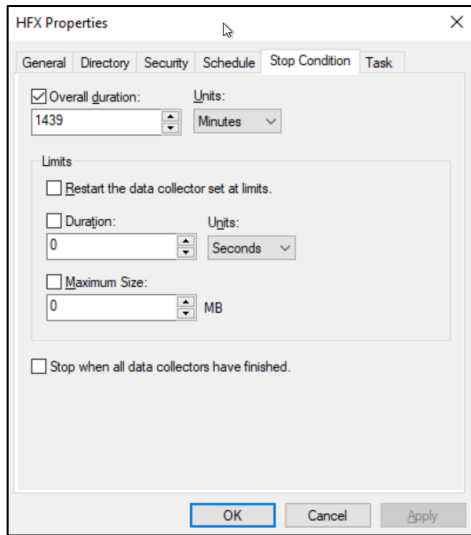 HFX Properties
General Directory Security Schedule Stop Condition Task
Overall duration: Units:
1439 Minutes
Limits
Restart the data collector set at limits.
Duration: Units:
0 Seconds
Maximum Size:
0 MB
Stop when all data collectors have finished.
OK Cancel Apply